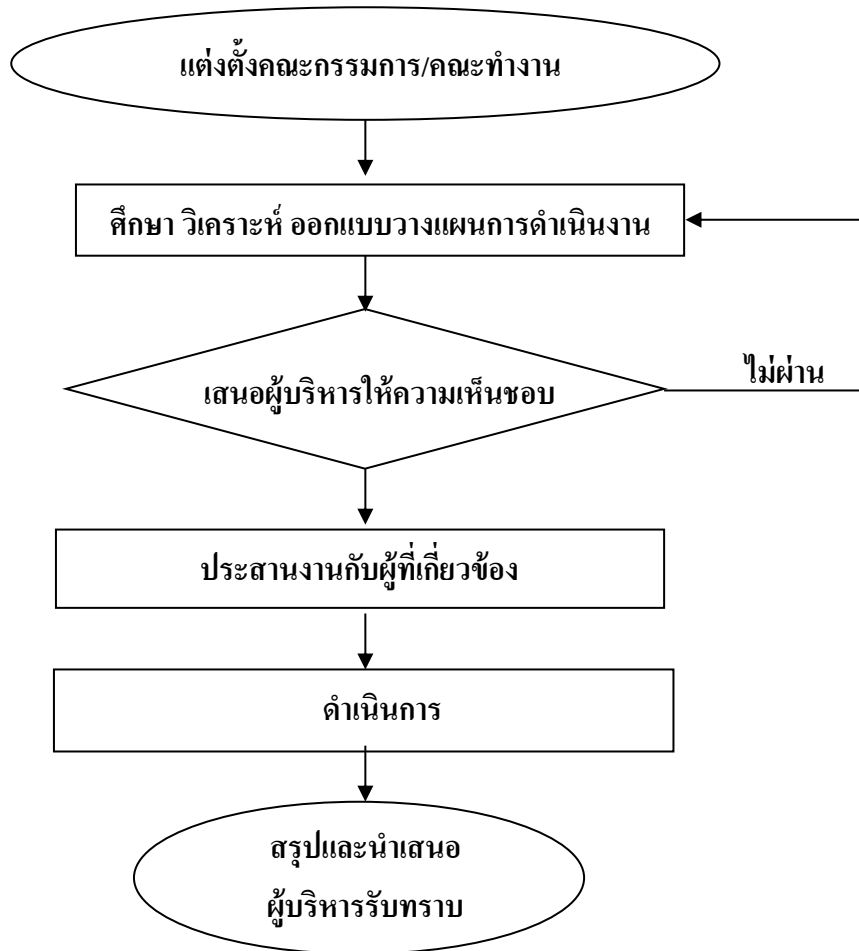 แต่งตั้งคณะกรรมการ/คณะทำงาน
ศึกษา วิเคราะห์ ออกแบบวางแผนการดำเนินงาน
เสนอผู้บริหารให้ความเห็นชอบ
ไม่ผ่าน
ประสานงานกับผู้ที่เกี่ยวข้อง
ดำเนินการ
สรุปและนำเสนอ
ผู้บริหารรับทราบ